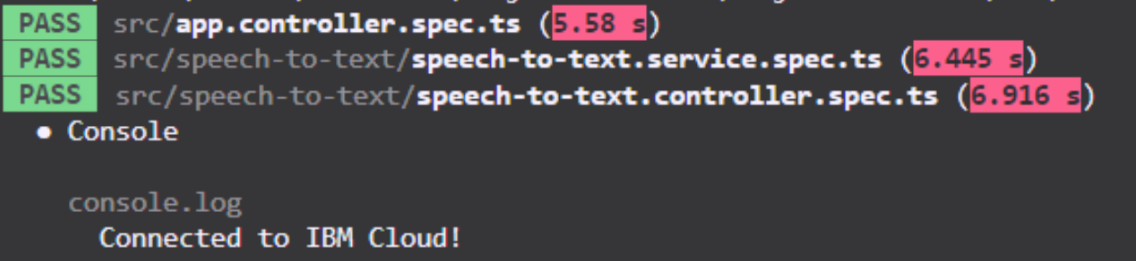 PASS src/app.controller.spec.ts (5.58 s)
PASS src/speech-to-text/speech-to-text.service.spec.ts (6.445 s)
PASS src/speech-to-text/speech-to-text.controller.spec.ts (6.916 s)
● Console
console.log
Connected to IBM Cloud!